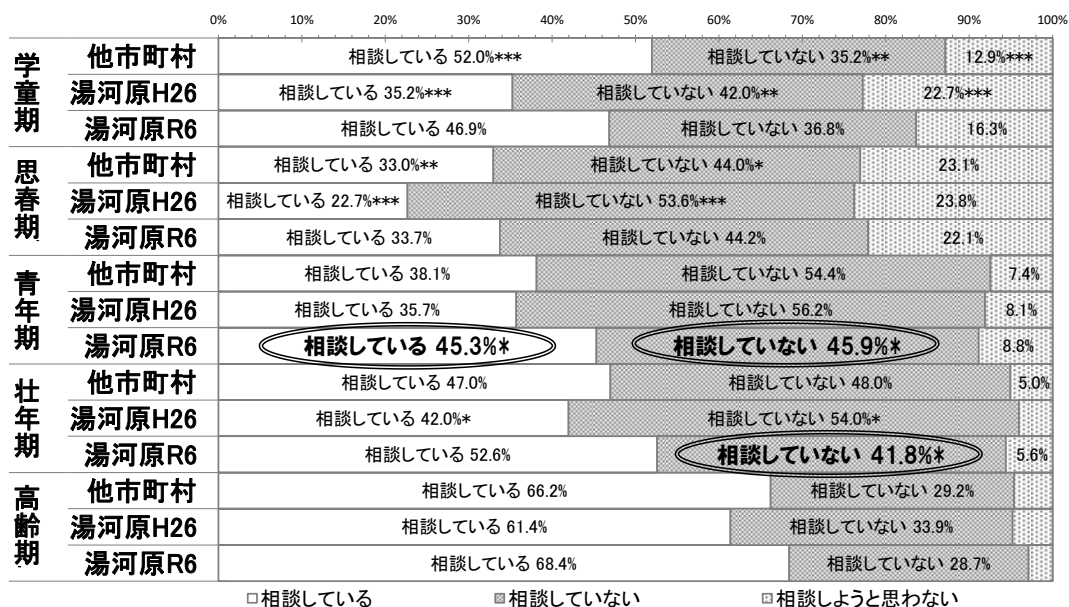 0% 10% 20% 30% 40% 50% 60% 70% 80% 90% 100%
学童期
他市町村 相談している 52.0%*** 相談していない 35.2%** 12.9%***
湯河原H26 相談している 35.2%*** 相談していない 42.0%** 22.7%***
湯河原R6 相談している 46.9% 相談していない 36.8% 16.3%
思春期
他市町村 相談している 33.0%** 相談していない 44.0%* 23.1%
湯河原H26 相談している 22.7%*** 相談していない 53.6%*** 23.8%
湯河原R6 相談している 33.7% 相談していない 44.2% 22.1%
青年期
他市町村 相談している 38.1% 相談していない 54.4% 7.4%
湯河原H26 相談している 35.7% 相談していない 56.2% 8.1%
湯河原R6 相談している 45.3%* 相談していない 45.9%* 8.8%
壮年期
他市町村 相談している 47.0% 相談していない 48.0% 5.0%
湯河原H26 相談している 42.0%* 相談していない 54.0%*
湯河原R6 相談している 52.6% 相談していない 41.8%* 5.6%
高齢期
他市町村 相談している 66.2% 相談していない 29.2%
湯河原H26 相談している 61.4% 相談していない 33.9%
湯河原R6 相談している 68.4% 相談していない 28.7%
相談している 相談していない 相談しようと思わない